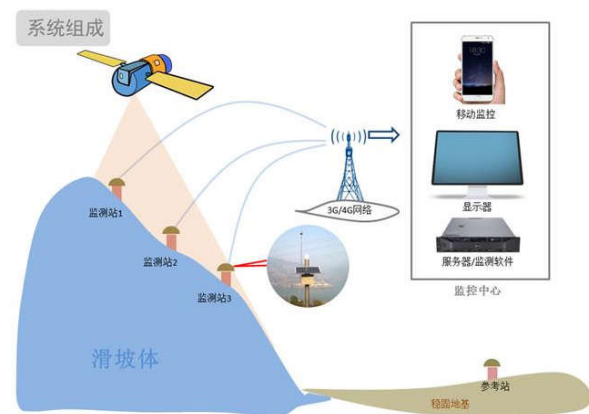 系统组成
移动监控
监测站1
3G/4G网络
显示器
监测站2
服务器/监测软件
监测站3
监控中心
滑坡体
参考站
稳固地基